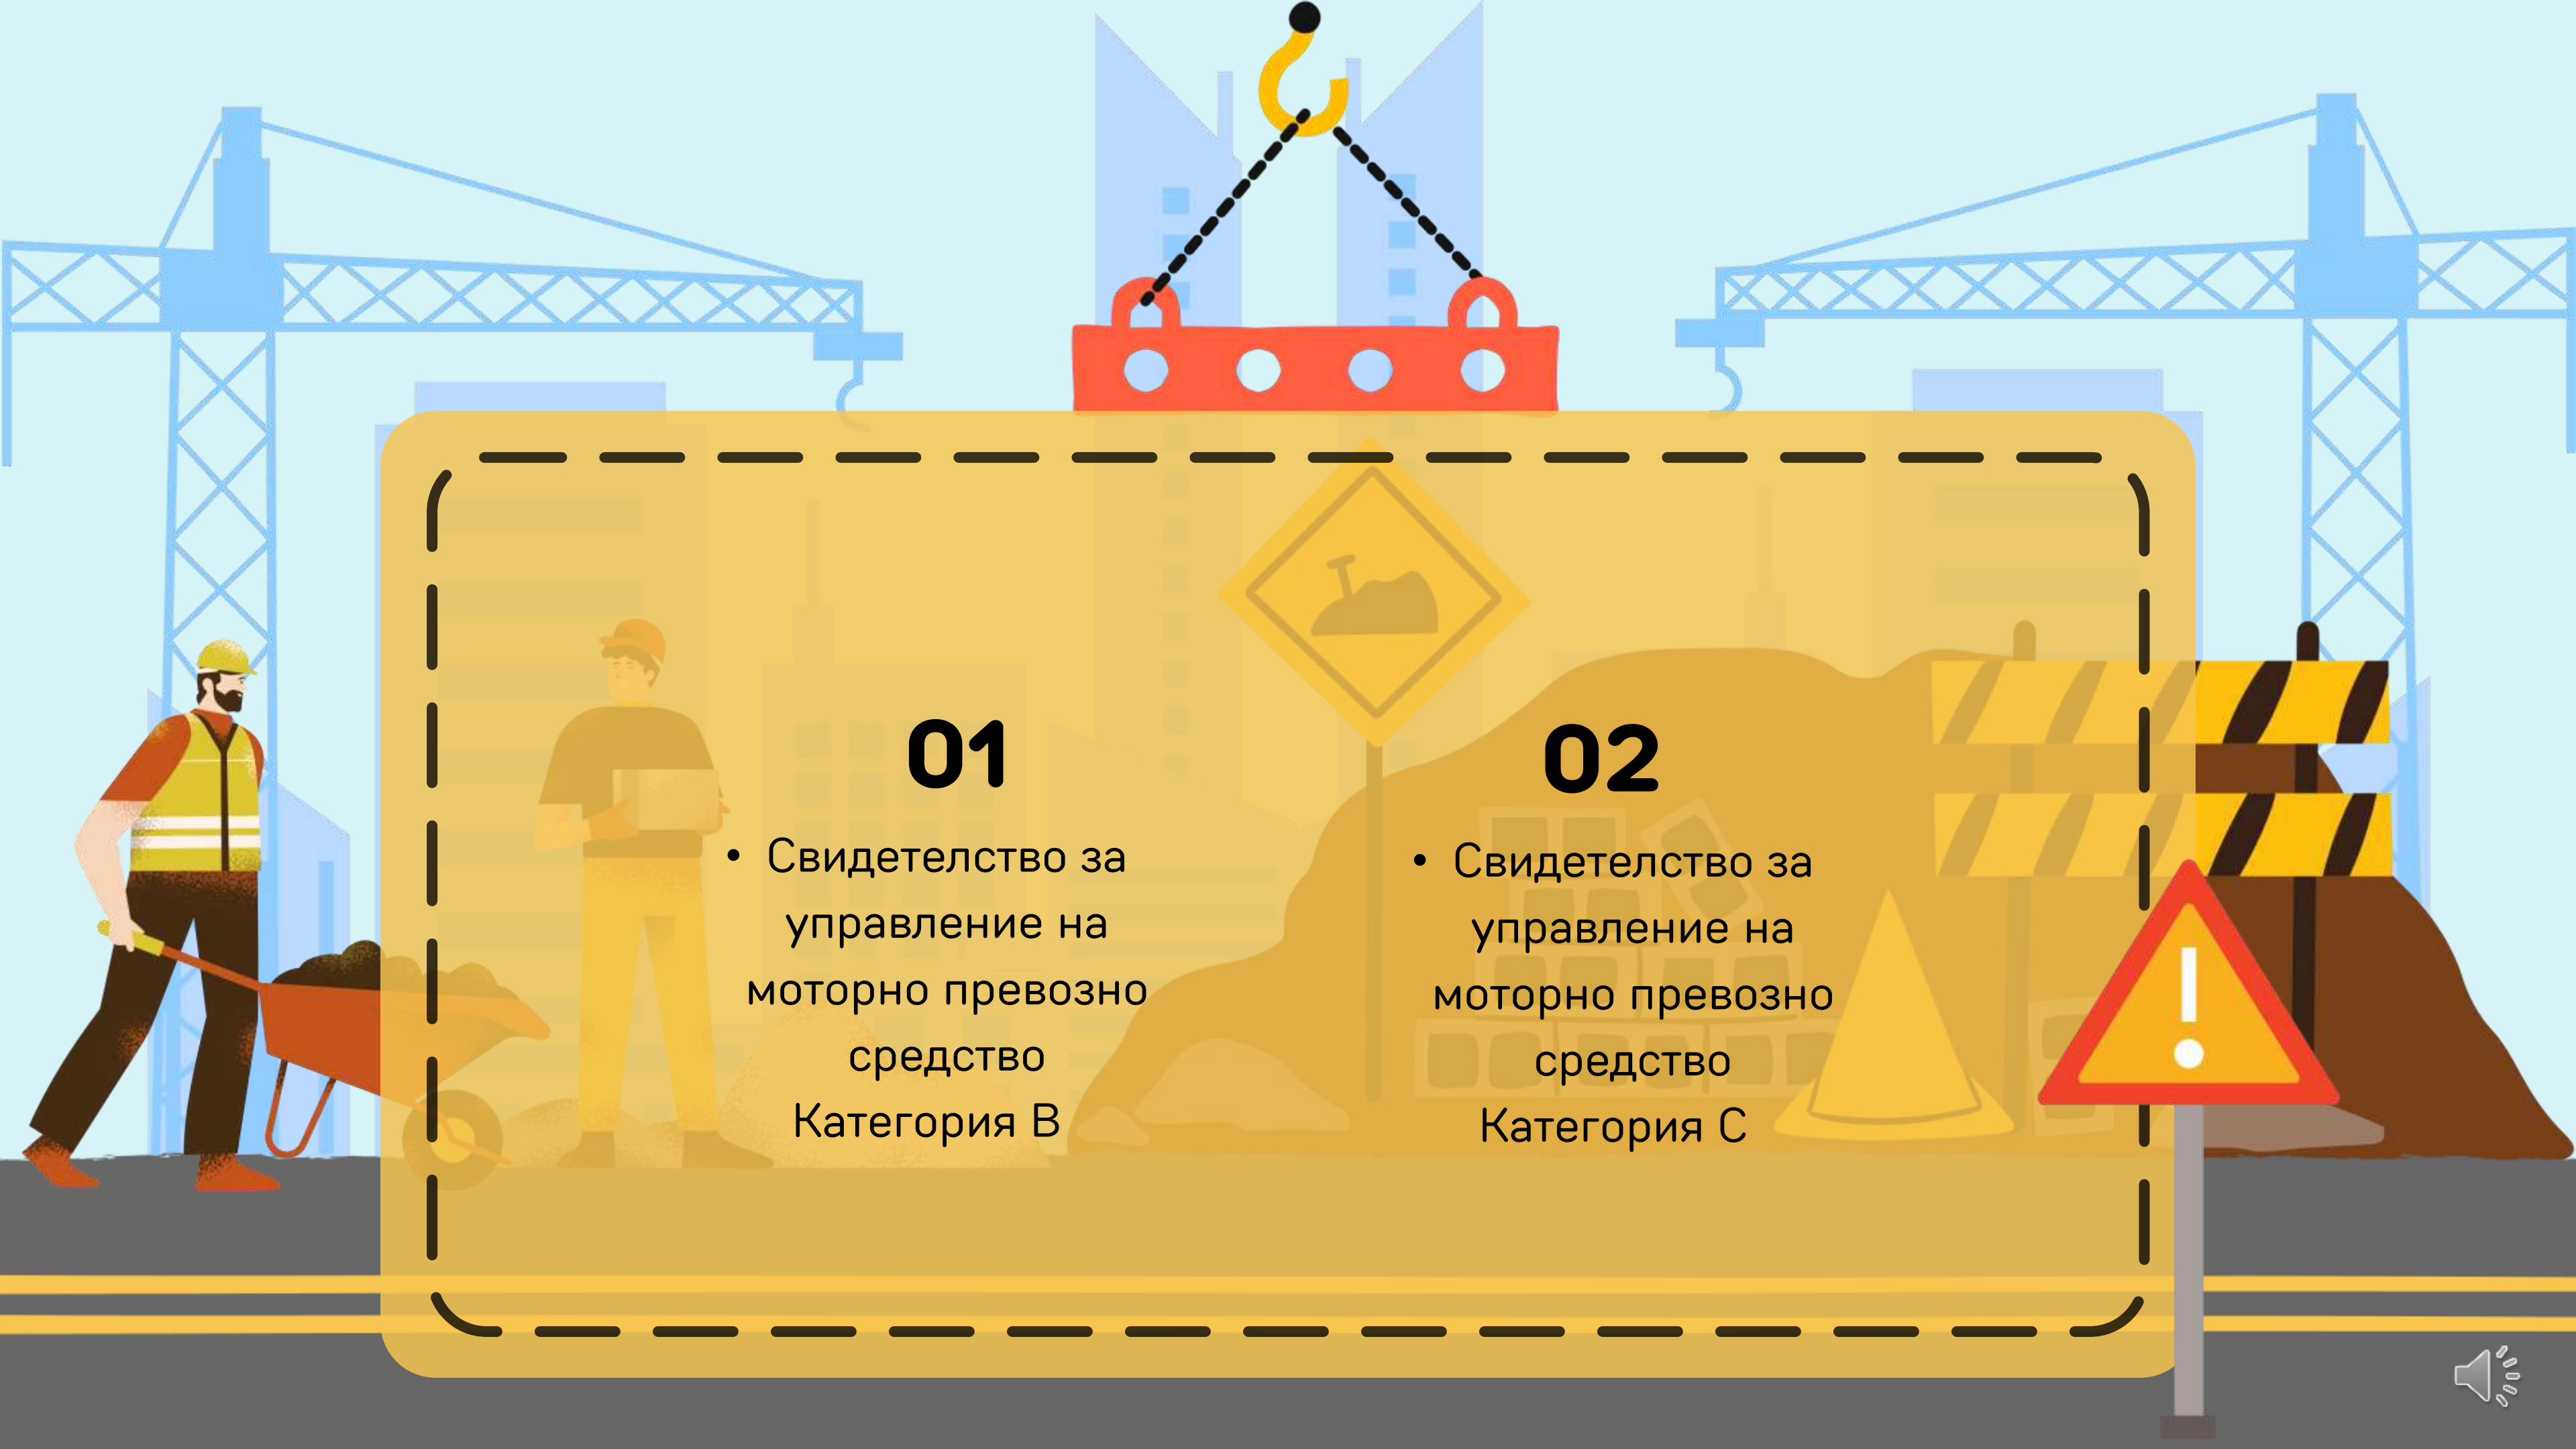 01
• Свидетелство за
управление на
моторно превозно
средство
Категория B
02
• Свидетелство за
управление на
моторно превозно
средство
Категория C